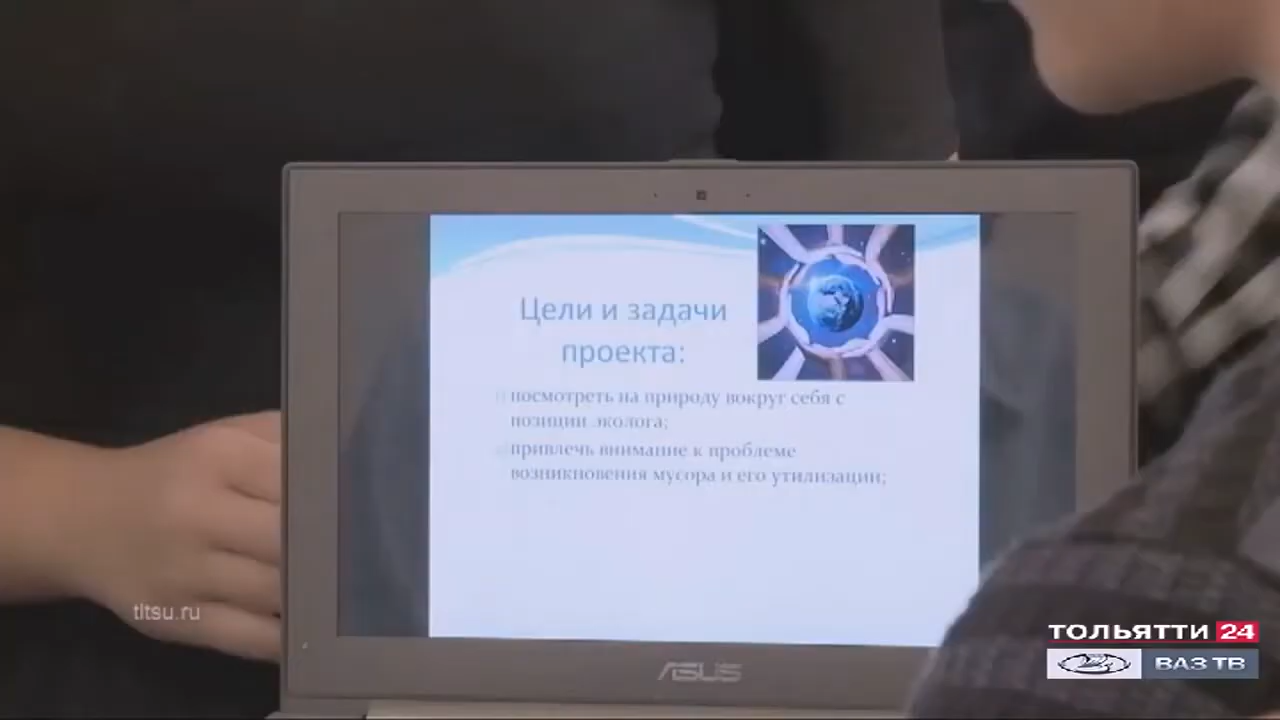 Цели и задачи
проекта:
посмотреть на природу вокруг себя с
позиции эколога;
привлечь внимание к проблеме
возникновения мусора и его утилизации;
ASUS
tltsu.ru
ТОЛЬЯТТИ 24
ВАЗ ТВ